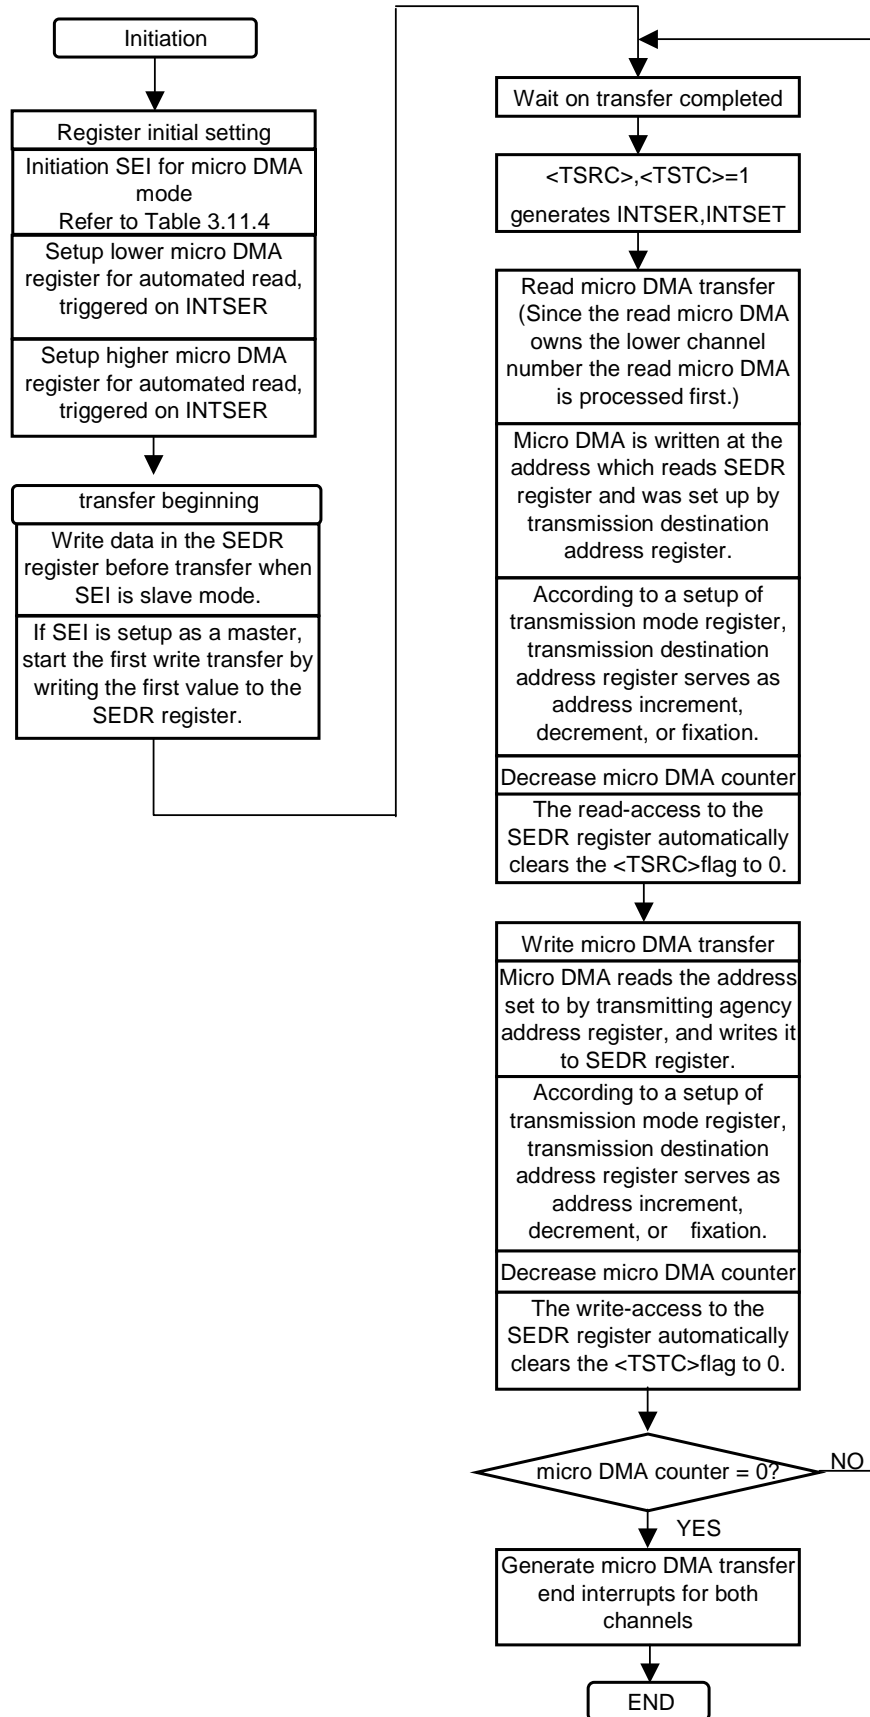 Initiation
Register initial setting
Initiation SEI for micro DMA
mode
Refer to Table 3.11.4
Setup lower micro DMA
register for automated read,
triggered on INTSER
Setup higher micro DMA
register for automated read,
triggered on INTSER
transfer beginning
Write data in the SEDR
register before transfer when
SEI is slave mode.
If SEI is setup as a master,
start the first write transfer by
writing the first value to the
SEDR register.
Wait on transfer completed
<TSRC>,<TSTC>=1
generates INTSER,INTSET
Read micro DMA transfer
(Since the read micro DMA
owns the lower channel
number the read micro DMA
is processed first.)
Micro DMA is written at the
address which reads SEDR
register and was set up by
transmission destination
address register.
According to a setup of
transmission mode register,
transmission destination
address register serves as
address increment,
decrement, or fixation.
Decrease micro DMA counter
The read-access to the
SEDR register automatically
clears the <TSRC>flag to 0.
Write micro DMA transfer
Micro DMA reads the address
set to by transmitting agency
address register, and writes it
to SEDR register.
According to a setup of
transmission mode register,
transmission destination
address register serves as
address increment,
decrement, or fixation.
Decrease micro DMA counter
The write-access to the
SEDR register automatically
clears the <TSTC>flag to 0.
micro DMA counter = 0?
NO
YES
Generate micro DMA transfer
end interrupts for both
channels
END